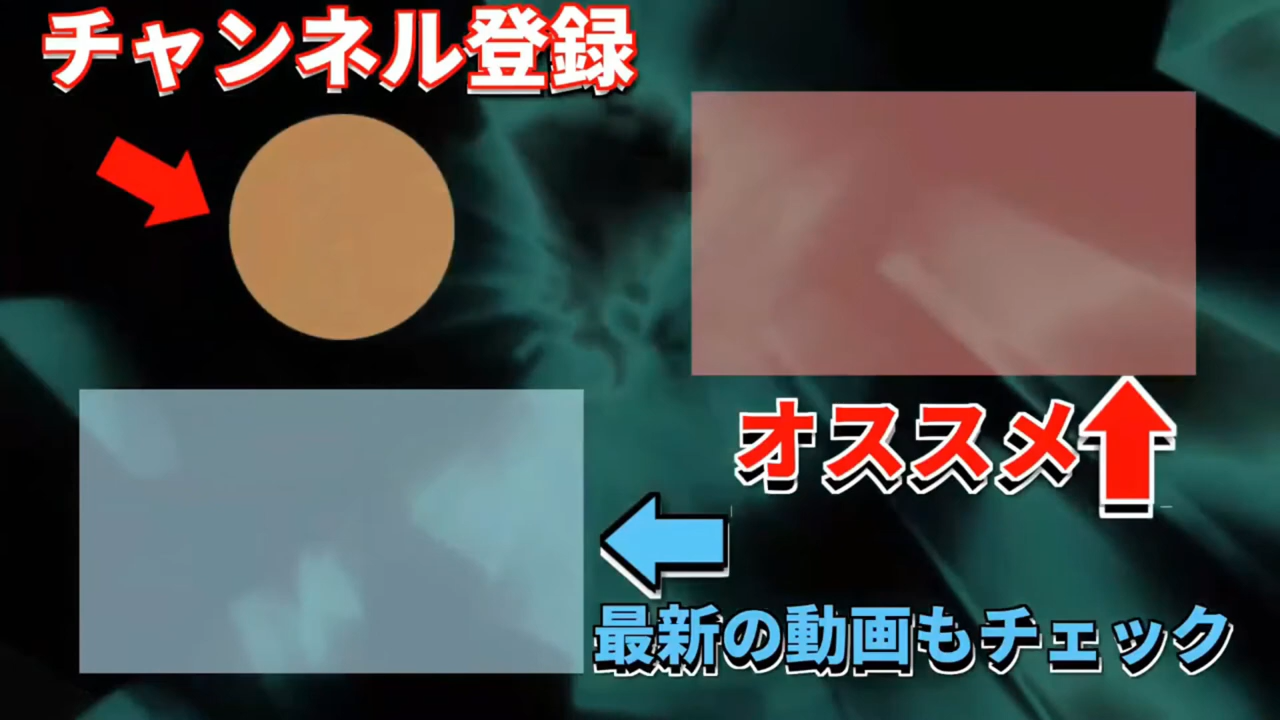 チャンネル登録
オススメ
最新の動画もチェック